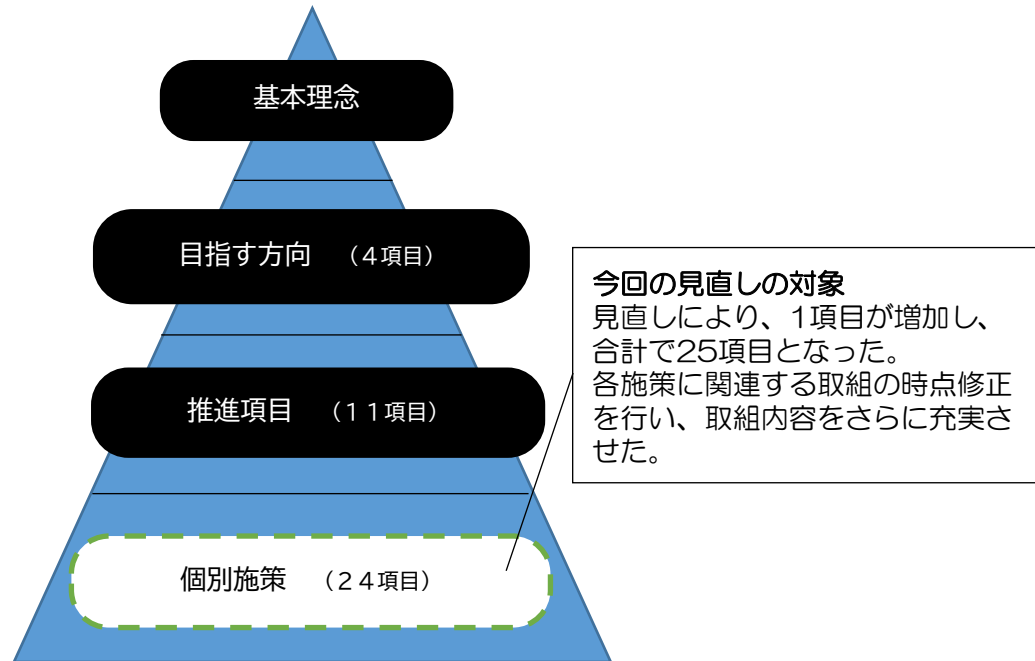 基本理念
目指す方向　（４項目）
今回の見直しの対象
見直しにより、1項目が増加し、
合計で25項目となった。
各施策に関連する取組の時点修正
を行い、取組内容をさらに充実さ
せた。
推進項目　（１１項目）
個別施策　（２４項目）